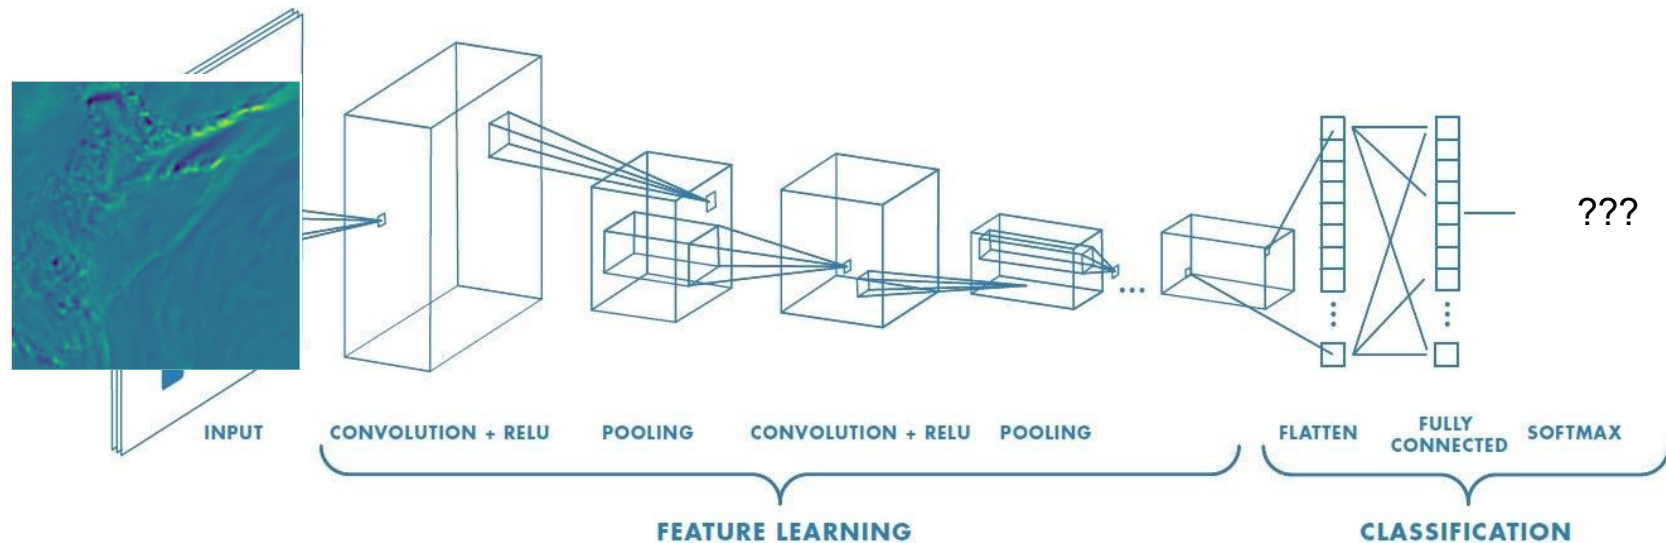 ???
INPUT
CONVOLUTION + RELU
POOLING
CONVOLUTION + RELU
POOLING
FLATTEN
FULLY
CONNECTED
SOFTMAX
FEATURE LEARNING
CLASSIFICATION